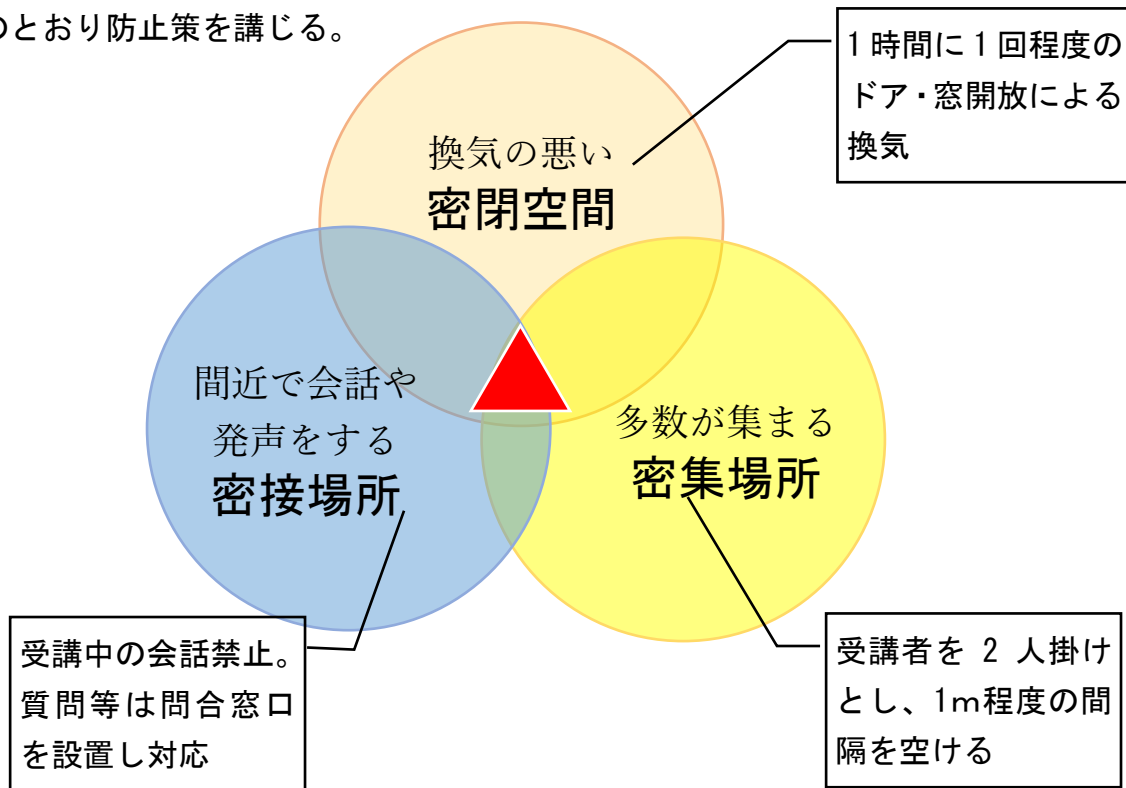 のとおり防止策を講じる。
1時間に1回程度の
ドア・窓開放による
換気
換気の悪い
密閉空間
間近で会話や
発声をする
密接場所
多数が集まる
密集場所
受講中の会話禁止。
質問等は問合窓口
を設置し対応
受講者を 2 人掛け
とし、1m程度の間
隔を空ける